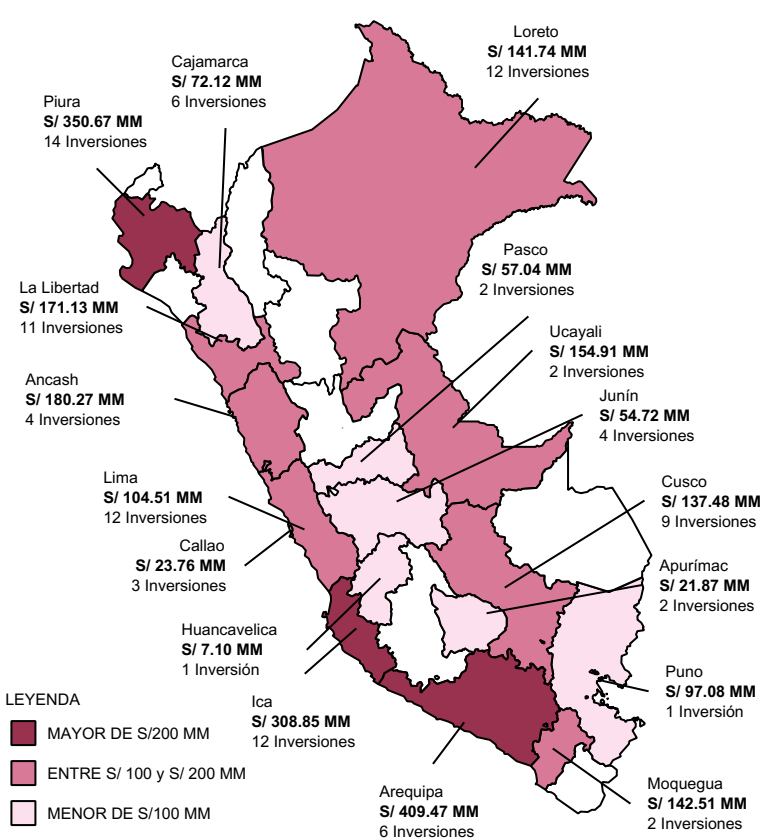 Loreto
S/ 141.74 MM
12 Inversiones
Cajamarca
S/ 72.12 MM
6 Inversiones
Piura
S/ 350.67 MM
14 Inversiones
Pasco
S/ 57.04 MM
2 Inversiones
La Libertad
S/ 171.13 MM
11 Inversiones
Ucayali
S/ 154.91 MM
2 Inversiones
Ancash
S/ 180.27 MM
4 Inversiones
Junín
S/ 54.72 MM
4 Inversiones
Lima
S/ 104.51 MM
12 Inversiones
Cusco
S/ 137.48 MM
9 Inversiones
Callao
S/ 23.76 MM
3 Inversiones
Apurímac
S/ 21.87 MM
2 Inversiones
Huancavelica
S/ 7.10 MM
1 Inversión
Puno
S/ 97.08 MM
1 Inversión
Ica
S/ 308.85 MM
12 Inversiones
Arequipa
S/ 409.47 MM
6 Inversiones
Moquegua
S/ 142.51 MM
2 Inversiones
LEYENDA
MAYOR DE S/200 MM
ENTRE S/ 100 y S/ 200 MM
MENOR DE S/100 MM